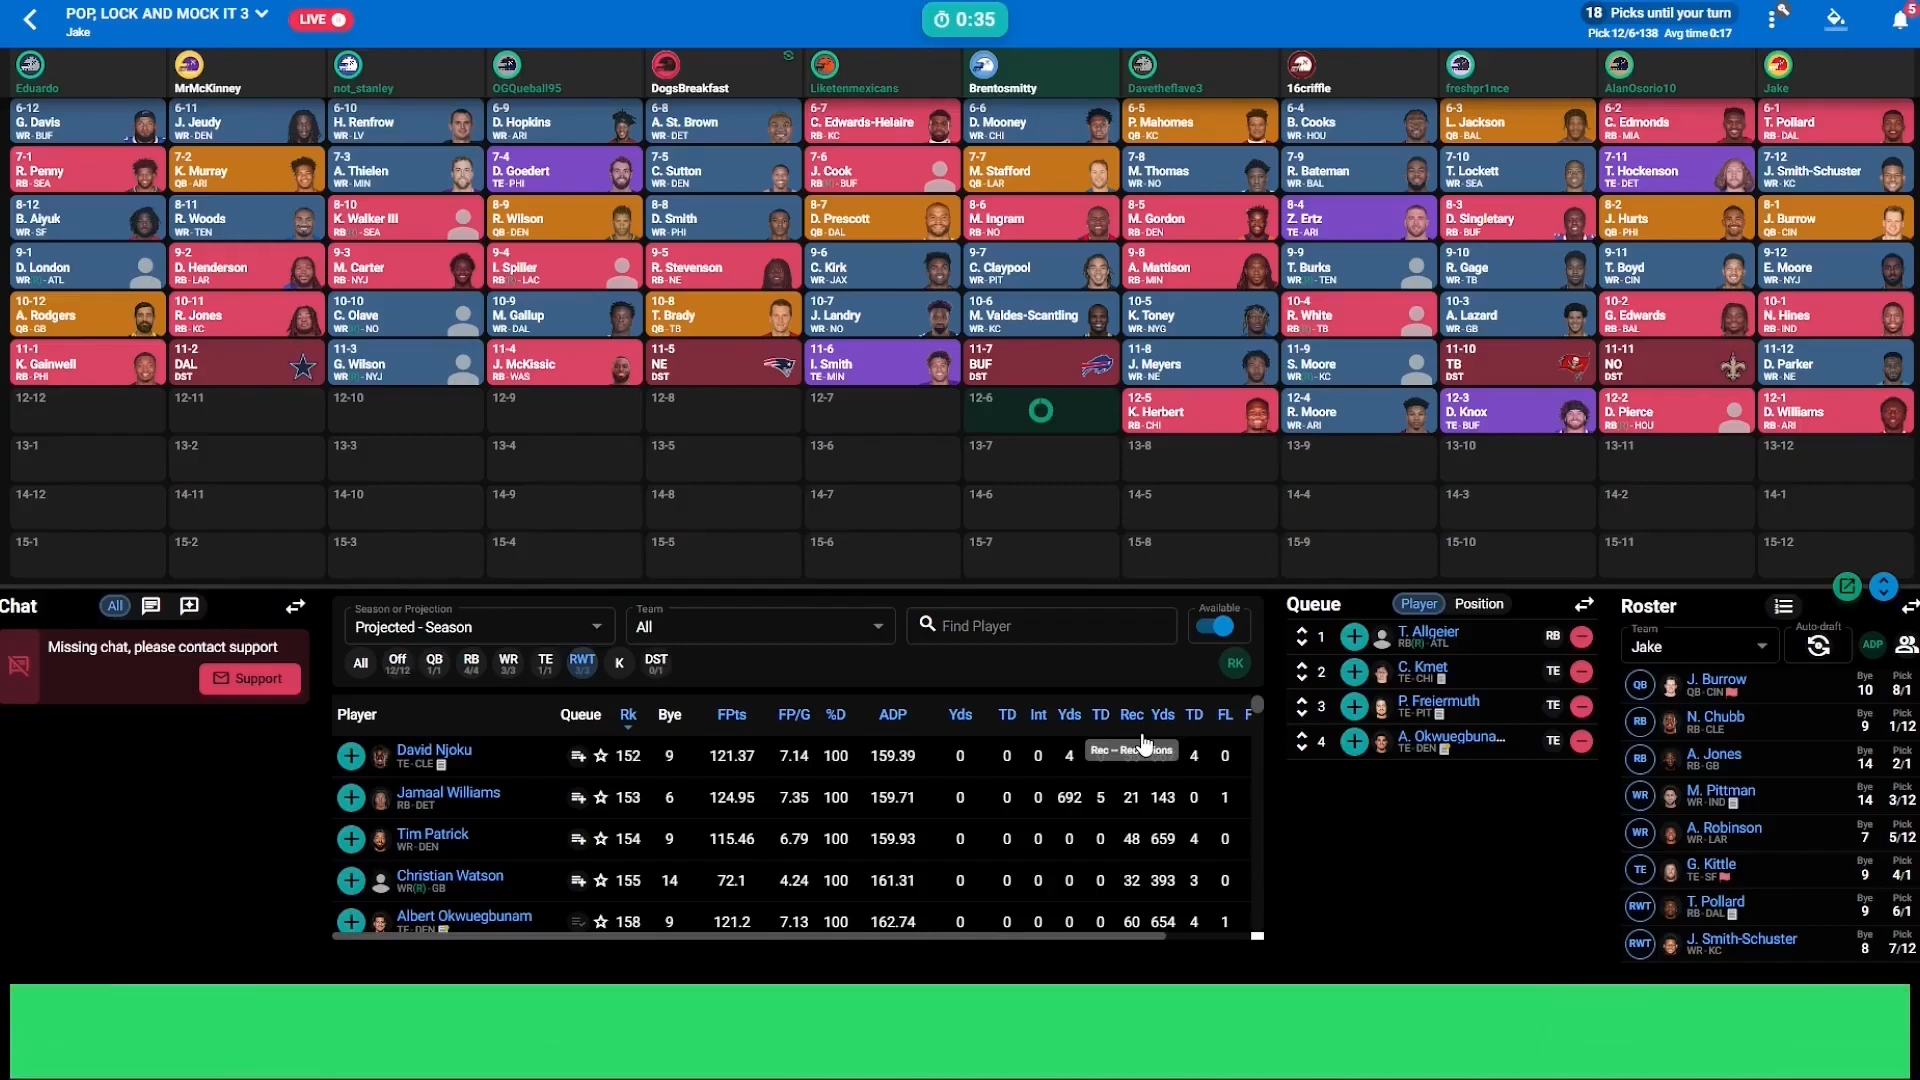 POP, LOCK AND MOCK IT 3
Jake
LIVE
0:35
18 Picks until your turn
Pick 12/6-138 Avg time 0:17
5
Eduardo
MrMcKinney
not_stanley
OGQueball95
DogsBreakfast
Liketenmexicans
Brentosmitty
Davetheflave3
16criffle
freshpr1nce
AlanOsorio10
Jake
6-12 G. Davis WR - BUF
6-11 J. Jeudy WR - DEN
6-10 H. Renfrow WR - LV
6-9 D. Hopkins WR - ARI
6-8 A. St. Brown WR - DET
6-7 C. Edwards-Helaire RB - KC
6-6 D. Mooney WR - CHI
6-5 P. Mahomes QB - KC
6-4 B. Cooks WR - HOU
6-3 L. Jackson QB - BAL
6-2 C. Edmonds RB - MIA
6-1 T. Pollard RB - DAL
7-1 R. Penny RB - SEA
7-2 K. Murray QB - ARI
7-3 A. Thielen WR - MIN
7-4 D. Goedert TE - PHI
7-5 C. Sutton WR - DEN
7-6 J. Cook RB(R) - BUF
7-7 M. Stafford QB - LAR
7-8 M. Thomas WR - NO
7-9 R. Bateman WR - BAL
7-10 T. Lockett WR - SEA
7-11 T. Hockenson TE - DET
7-12 J. Smith-Schuster WR - KC
8-12 B. Aiyuk WR - SF
8-11 R. Woods WR - TEN
8-10 K. Walker III RB(R) - SEA
8-9 R. Wilson QB - DEN
8-8 D. Smith WR - PHI
8-7 D. Prescott QB - DAL
8-6 M. Ingram RB - NO
8-5 M. Gordon RB - DEN
8-4 Z. Ertz TE - ARI
8-3 D. Singletary RB - BUF
8-2 J. Hurts QB - PHI
8-1 J. Burrow QB - CIN
9-1 D. London WR(R) - ATL
9-2 D. Henderson RB - LAR
9-3 M. Carter RB - NYJ
9-4 I. Spiller RB(R) - LAC
9-5 R. Stevenson RB - NE
9-6 C. Kirk WR - JAX
9-7 C. Claypool WR - PIT
9-8 A. Mattison RB - MIN
9-9 T. Burks WR(R) - TEN
9-10 R. Gage WR - TB
9-11 T. Boyd WR - CIN
9-12 E. Moore WR - NYJ
10-12 A. Rodgers QB - GB
10-11 R. Jones RB - KC
10-10 C. Olave WR(R) - NO
10-9 M. Gallup WR - DAL
10-8 T. Brady QB - TB
10-7 J. Landry WR - NO
10-6 M. Valdes-Scantling WR - KC
10-5 K. Toney WR - NYG
10-4 R. White RB(R) - TB
10-3 A. Lazard WR - GB
10-2 G. Edwards RB - BAL
10-1 N. Hines RB - IND
11-1 K. Gainwell RB - PHI
11-2 DAL DST
11-3 G. Wilson WR(R) - NYJ
11-4 J. McKissic RB - WAS
11-5 NE DST
11-6 I. Smith TE - MIN
11-7 BUF DST
11-8 J. Meyers WR - NE
11-9 S. Moore WR(R) - KC
11-10 TB DST
11-11 NO DST
11-12 D. Parker WR - NE
12-12
12-11
12-10
12-9
12-8
12-7
12-6
12-5 K. Herbert RB - CHI
12-4 R. Moore WR - ARI
12-3 D. Knox TE - BUF
12-2 D. Pierce RB(R) - HOU
12-1 D. Williams RB - ARI
13-1 13-2 13-3 13-4 13-5 13-6 13-7 13-8 13-9 13-10 13-11 13-12
14-12 14-11 14-10 14-9 14-8 14-7 14-6 14-5 14-4 14-3 14-2 14-1
15-1 15-2 15-3 15-4 15-5 15-6 15-7 15-8 15-9 15-10 15-11 15-12
Chat
All
Missing chat, please contact support
Support
Season or Projection
Projected - Season
Team
All
Find Player
Available
All
Off 12/12
QB 1/1
RB 4/4
WR 3/3
TE 1/1
RWT 3/3
K
DST 0/1
RK
Player Queue Rk Bye FPts FP/G %D ADP Yds TD Int Yds TD Rec Yds TD FL F
David Njoku TE - CLE 152 9 121.37 7.14 100 159.39 0 0 0 4 4 0
Rec – Receptions
Jamaal Williams RB - DET 153 6 124.95 7.35 100 159.71 0 0 0 692 5 21 143 0 1
Tim Patrick WR - DEN 154 9 115.46 6.79 100 159.93 0 0 0 0 0 48 659 4 0
Christian Watson WR(R) - GB 155 14 72.1 4.24 100 161.31 0 0 0 0 0 32 393 3 0
Albert Okwuegbunam TE - DEN 158 9 121.2 7.13 100 162.74 0 0 0 0 0 60 654 4 1
Queue
Player
Position
1 T. Allgeier RB(R) - ATL RB
2 C. Kmet TE - CHI TE
3 P. Freiermuth TE - PIT TE
4 A. Okwuegbuna... TE - DEN TE
Roster
Team
Jake
Auto-draft
ADP
QB J. Burrow QB - CIN Bye 10 Pick 8/1
RB N. Chubb RB - CLE Bye 9 Pick 1/12
RB A. Jones RB - GB Bye 14 Pick 2/1
WR M. Pittman WR - IND Bye 14 Pick 3/12
WR A. Robinson WR - LAR Bye 7 Pick 5/12
TE G. Kittle TE - SF Bye 9 Pick 4/1
RWT T. Pollard RB - DAL Bye 9 Pick 6/1
RWT J. Smith-Schuster WR - KC Bye 8 Pick 7/12